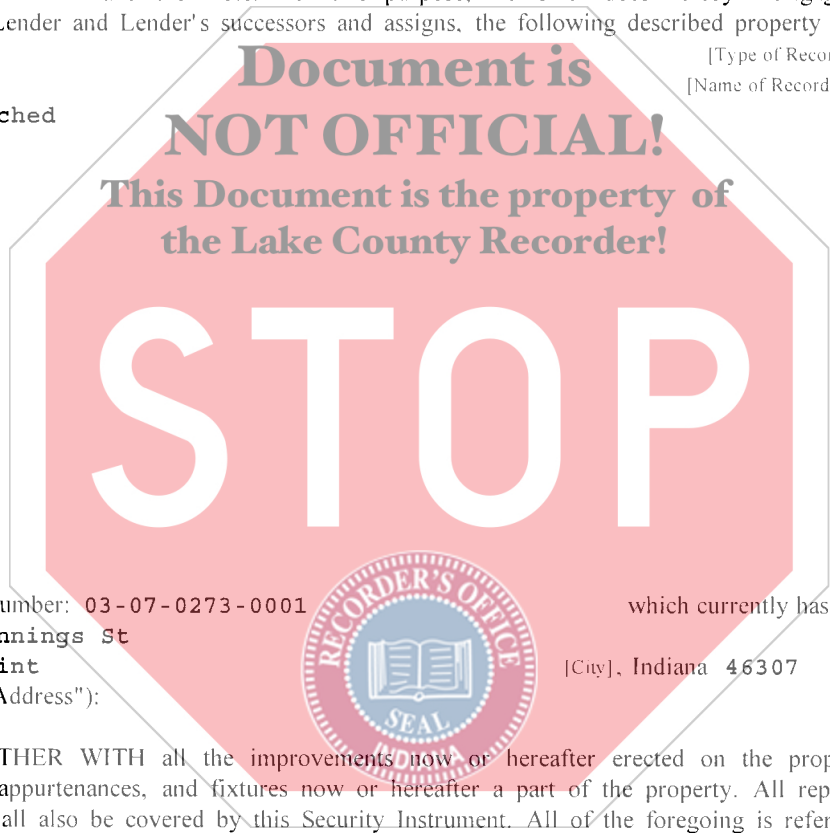 Lender and Lender's successors and assigns, the following described property
[Type of Recor
Document is
[Name of Record
ched
NOT OFFICIAL!
This Document is the property of
the Lake County Recorder!
STOP
RECORDER'S OFFICE
umber: 03-07-0273-0001 which currently has
nnings St
int [City], Indiana 46307
Address"):
SEAL
INDIANA
THER WITH all the improvements now or hereafter erected on the prop
appurtenances, and fixtures now or hereafter a part of the property. All rep
all also be covered by this Security Instrument. All of the foregoing is refer